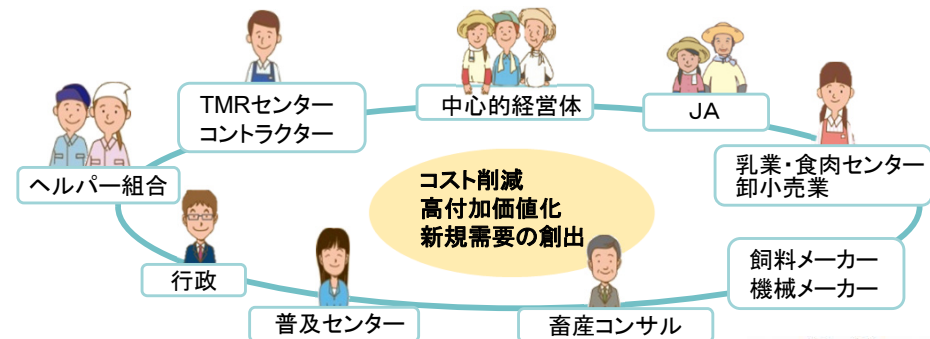 TMRセンター
コントラクター
中心的経営体
JA
乳業・食肉センター
卸小売業
ヘルパー組合
コスト削減
高付加価値化
新規需要の創出
飼料メーカー
機械メーカー
行政
普及センター
畜産コンサル